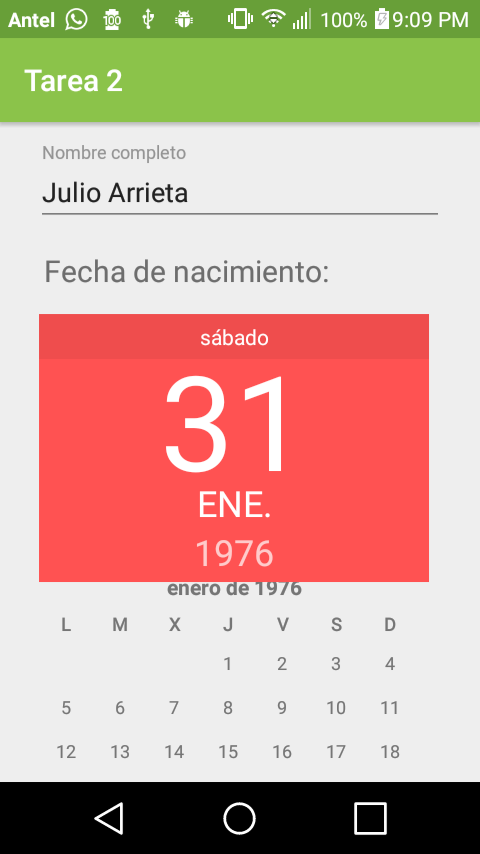 Antel 100 100% 9:09 PM
Tarea 2
Nombre completo
Julio Arrieta
Fecha de nacimiento:
sábado
31
ENE.
1976
enero de 1976
L M X J V S D
1 2 3 4
5 6 7 8 9 10 11
12 13 14 15 16 17 18